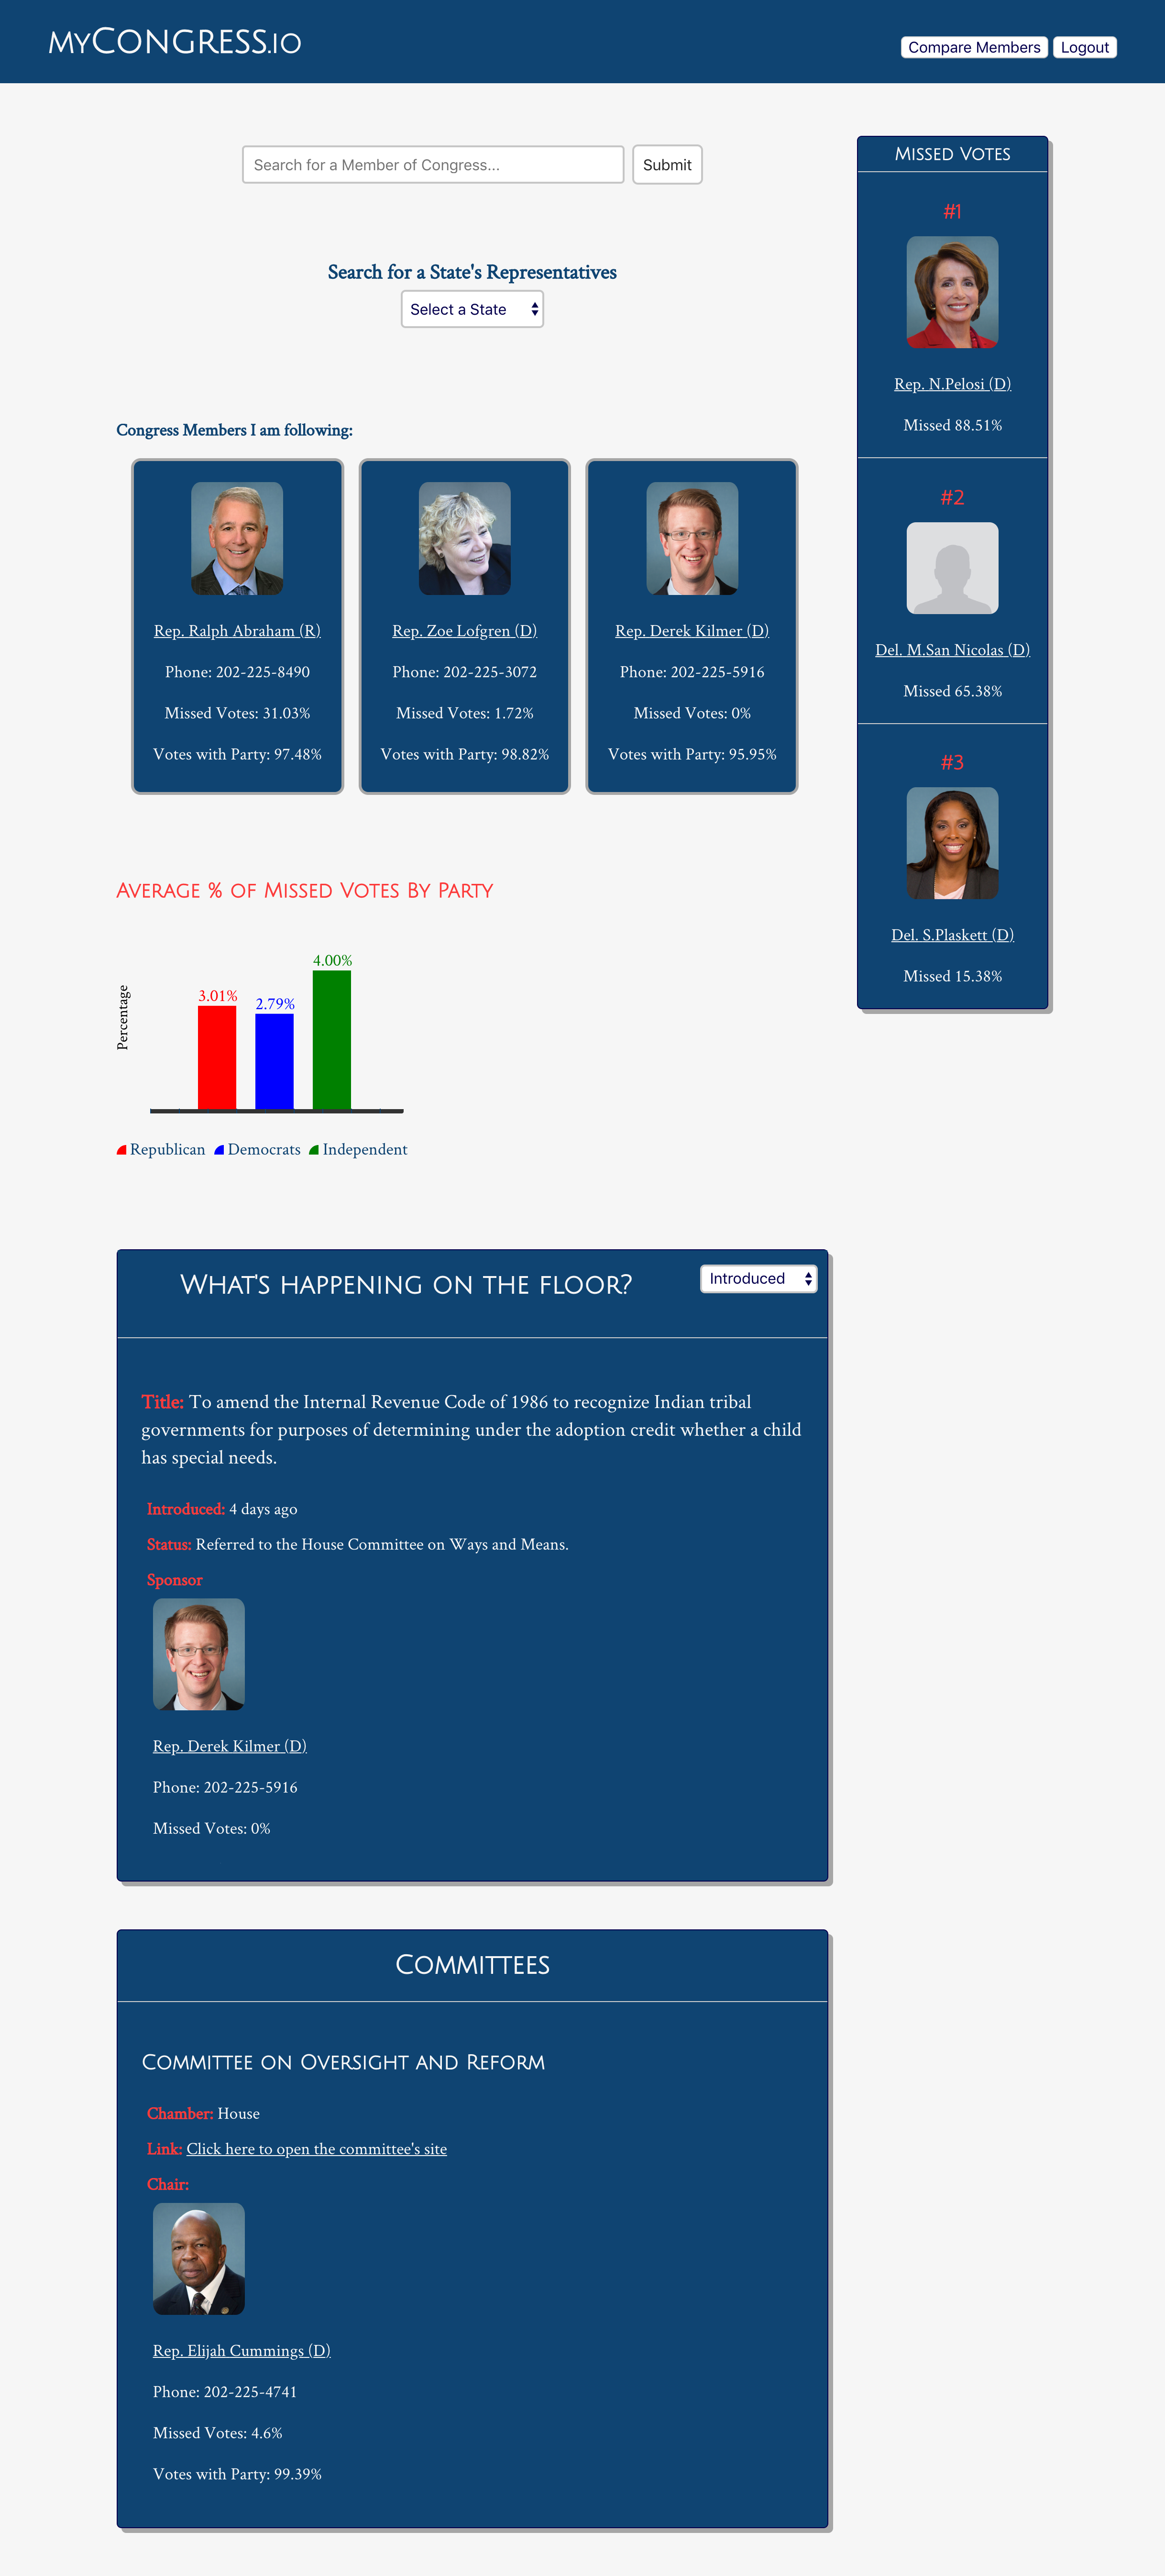 MYCONGRESS.IO
Compare Members
Logout
Search for a Member of Congress...
Submit
Search for a State's Representatives
Select a State
Congress Members I am following:
Rep. Ralph Abraham (R)
Phone: 202-225-8490
Missed Votes: 31.03%
Votes with Party: 97.48%
Rep. Zoe Lofgren (D)
Phone: 202-225-3072
Missed Votes: 1.72%
Votes with Party: 98.82%
Rep. Derek Kilmer (D)
Phone: 202-225-5916
Missed Votes: 0%
Votes with Party: 95.95%
AVERAGE % OF MISSED VOTES BY PARTY
Percentage
3.01%
2.79%
4.00%
Republican
Democrats
Independent
WHAT'S HAPPENING ON THE FLOOR?
Introduced
Title: To amend the Internal Revenue Code of 1986 to recognize Indian tribal
governments for purposes of determining under the adoption credit whether a child
has special needs.
Introduced: 4 days ago
Status: Referred to the House Committee on Ways and Means.
Sponsor
Rep. Derek Kilmer (D)
Phone: 202-225-5916
Missed Votes: 0%
COMMITTEES
COMMITTEE ON OVERSIGHT AND REFORM
Chamber: House
Link: Click here to open the committee's site
Chair:
Rep. Elijah Cummings (D)
Phone: 202-225-4741
Missed Votes: 4.6%
Votes with Party: 99.39%
MISSED VOTES
#1
Rep. N.Pelosi (D)
Missed 88.51%
#2
Del. M.San Nicolas (D)
Missed 65.38%
#3
Del. S.Plaskett (D)
Missed 15.38%